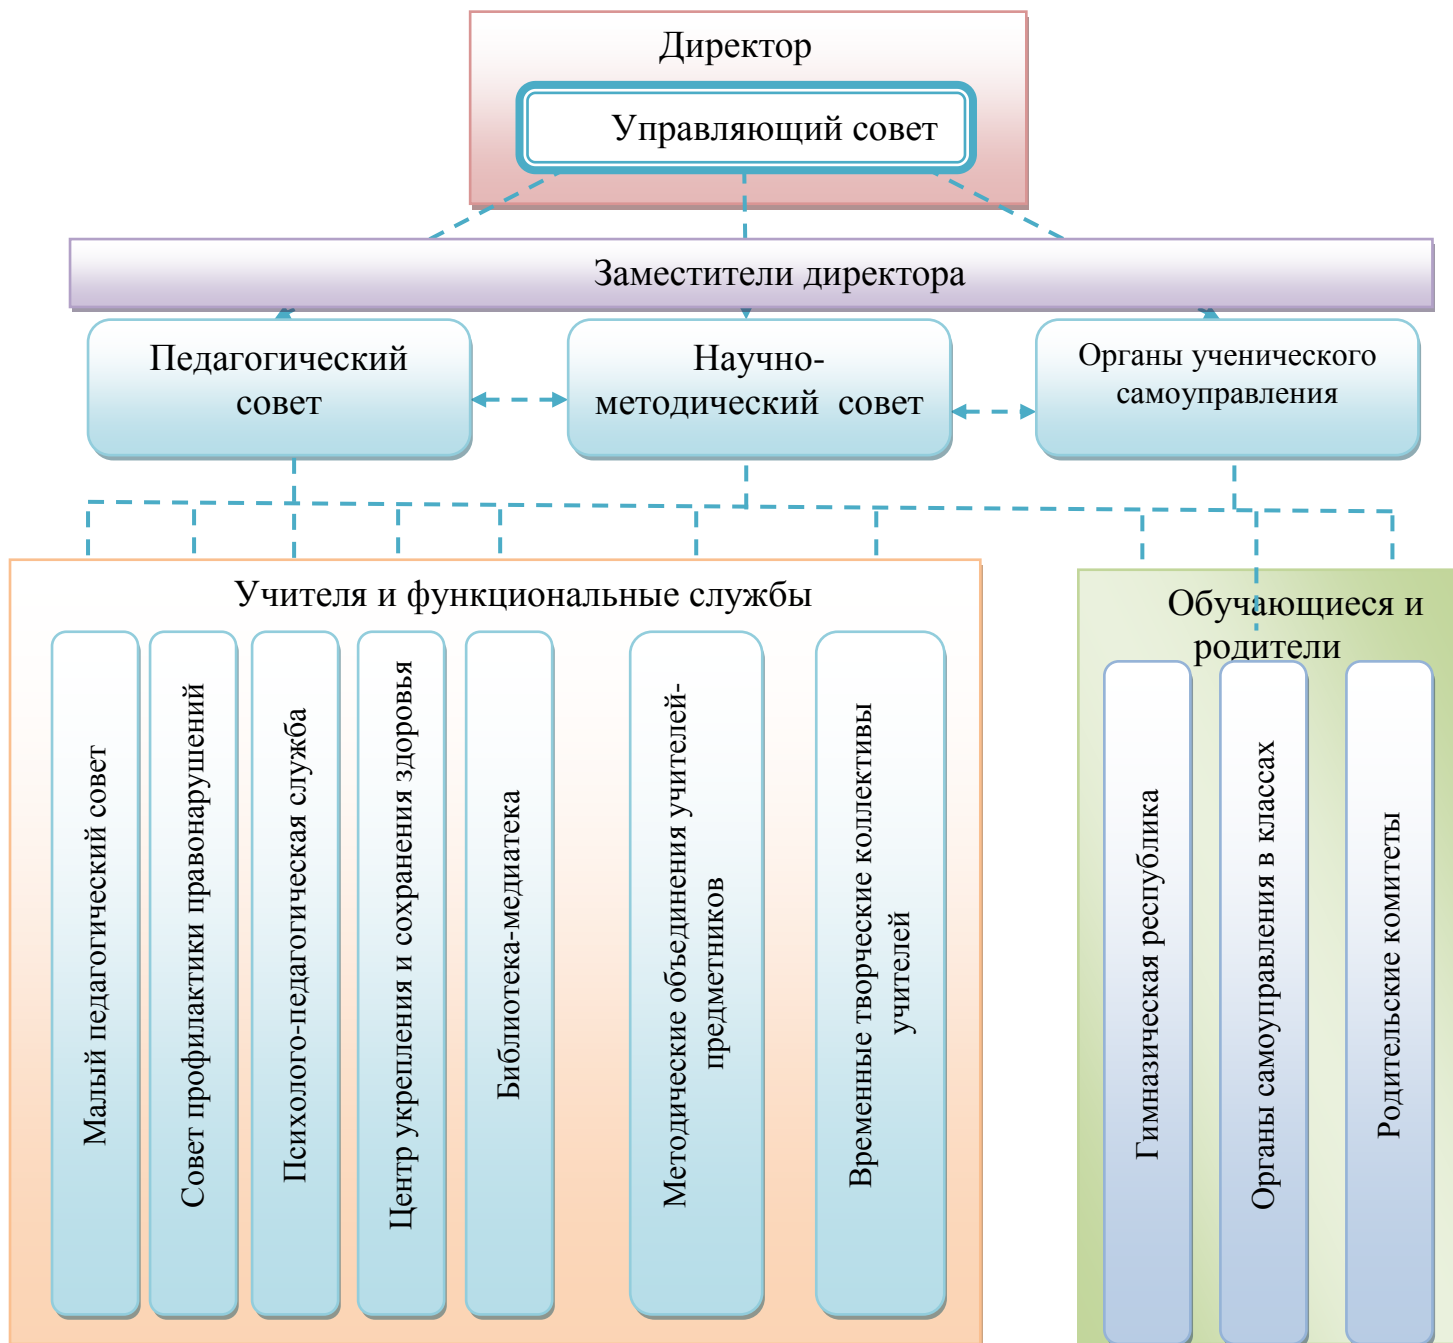 Директор
Управляющий совет
Заместители директора
Педагогический
совет
Научно-
методический совет
Органы ученического
самоуправления
Учителя и функциональные службы
Малый педагогический совет
Совет профилактики правонарушений
Психолого-педагогическая служба
Центр укрепления и сохранения здоровья
Библиотека-медиатека
Методические объединения учителей-
предметников
Временные творческие коллективы
учителей
Обучающиеся и
родители
Гимназическая республика
Органы самоуправления в классах
Родительские комитеты